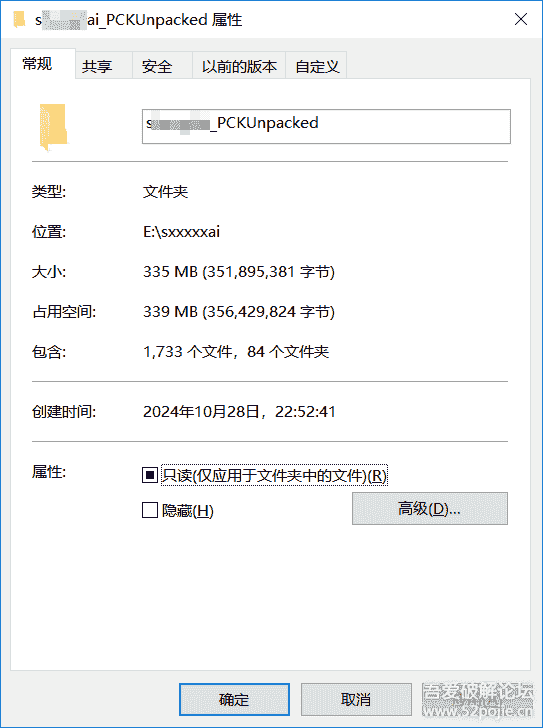 ai_PCKUnpacked 属性
常规
共享
安全
以前的版本
自定义
_PCKUnpacked
类型: 文件夹
位置: E:\sxxxxxai
大小: 335 MB (351,895,381 字节)
占用空间: 339 MB (356,429,824 字节)
包含: 1,733 个文件，84 个文件夹
创建时间: 2024年10月28日，22:52:41
属性: 只读(仅应用于文件夹中的文件)(R)
隐藏(H)
高级(D)...
确定
取消
吾爱破解论坛
www.52pojie.cn